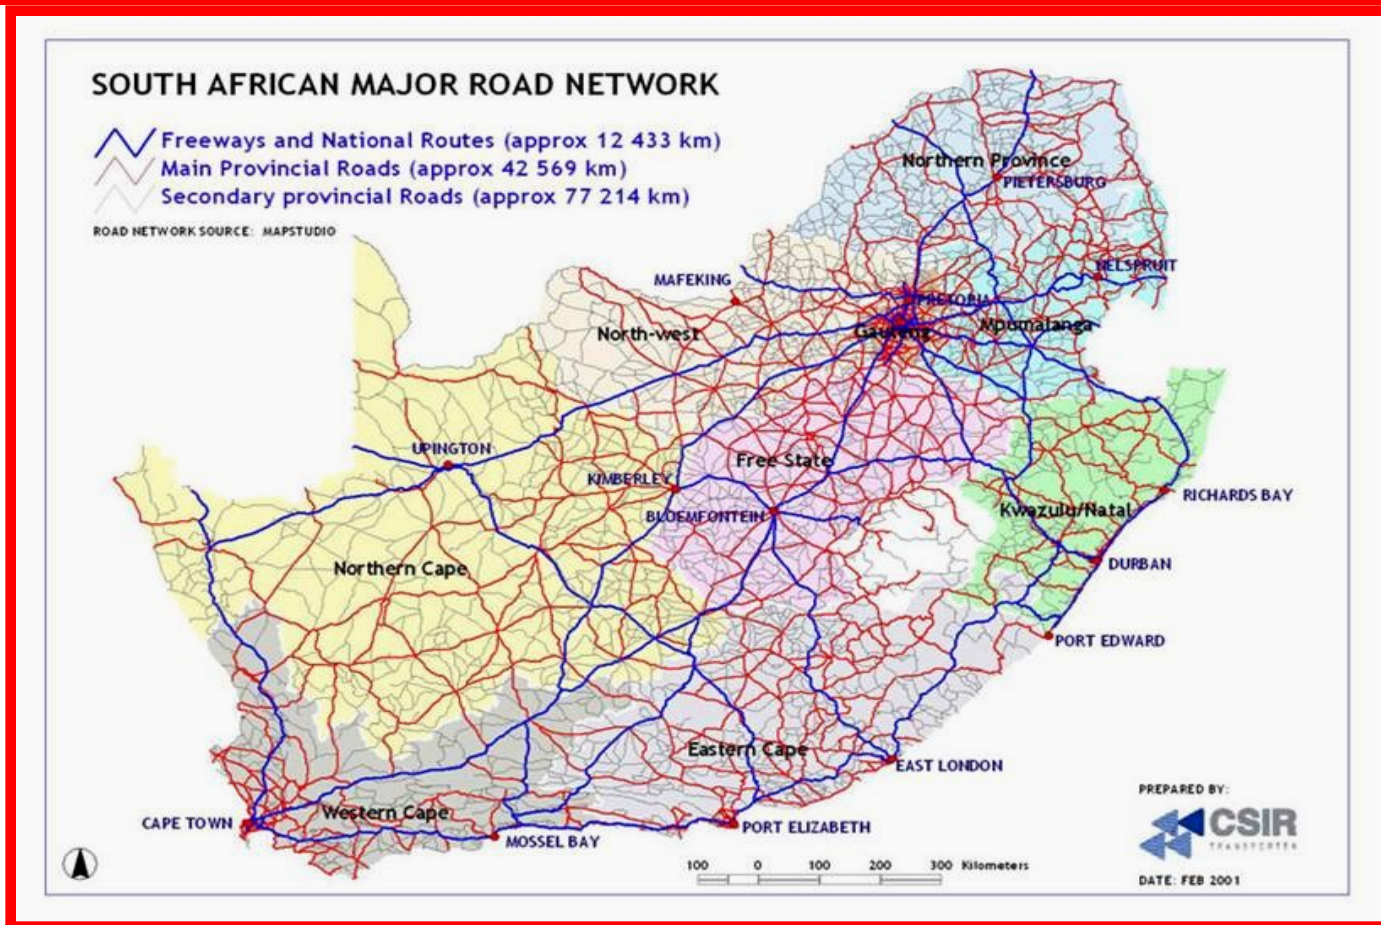 SOUTH AFRICAN MAJOR ROAD NETWORK
Freeways and National Routes (approx 12 433 km)
Main Provincial Roads (approx 42 569 km)
Secondary provincial Roads (approx 77 214 km)
ROAD NETWORK SOURCE: MAPSTUDIO
Northern Province
PIETERSBURG
NELSPRUIT
MAFEKING
PRETORIA
North-west
Gauteng
Mpumalanga
UPINGTON
Free State
KIMBERLEY
BLOEMFONTEIN
RICHARDS BAY
Kwazulu/Natal
Northern Cape
DURBAN
PORT EDWARD
Eastern Cape
EAST LONDON
Western Cape
CAPE TOWN
PORT ELIZABETH
MOSSEL BAY
PREPARED BY:
CSIR
100 0 100 200 300 Kilometers
DATE: FEB 2001